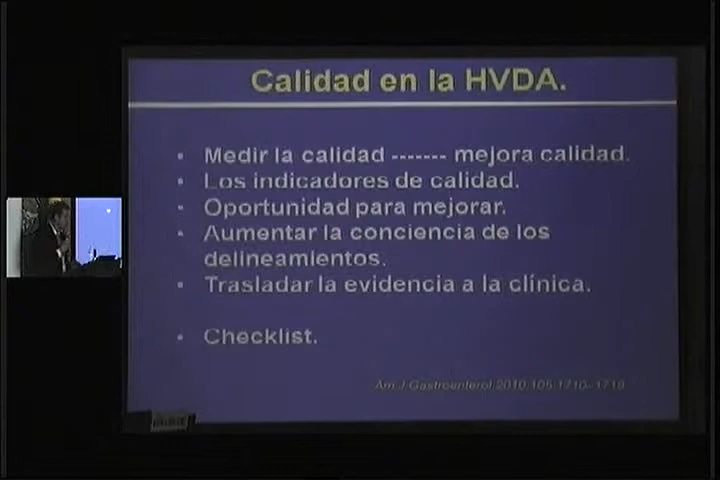 Calidad en la HVDA.
• Medir la calidad ------- mejora calidad.
• Los indicadores de calidad.
• Oportunidad para mejorar.
• Aumentar la conciencia de los
delineamientos.
• Trasladar la evidencia a la clínica.
• Checklist.
Am J Gastroenterol 2010;105:1710–1718